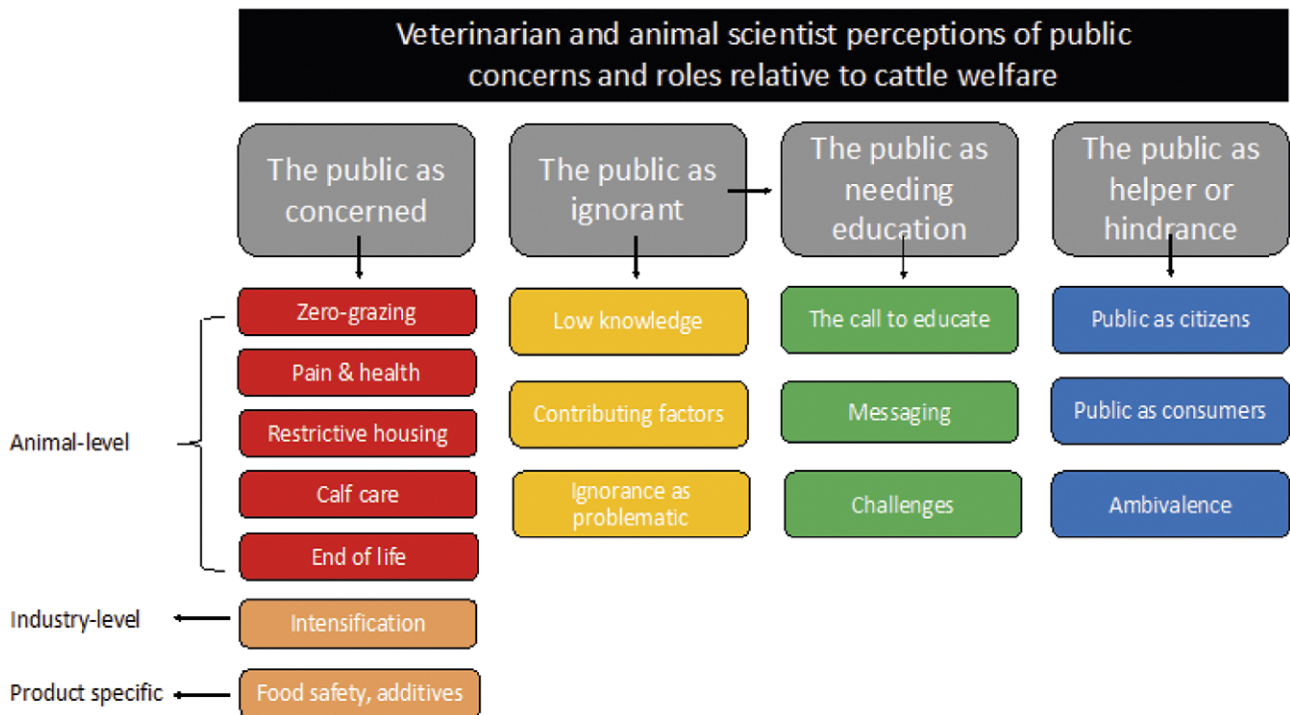 Veterinarian and animal scientist perceptions of public
concerns and roles relative to cattle welfare
The public as
concerned
The public as
ignorant
The public as
needing
education
The public as
helper or
hindrance
Zero-grazing
Pain & health
Restrictive housing
Calf care
End of life
Intensification
Food safety, additives
Animal-level
Industry-level
Product specific
Low knowledge
Contributing factors
Ignorance as
problematic
The call to educate
Messaging
Challenges
Public as citizens
Public as consumers
Ambivalence